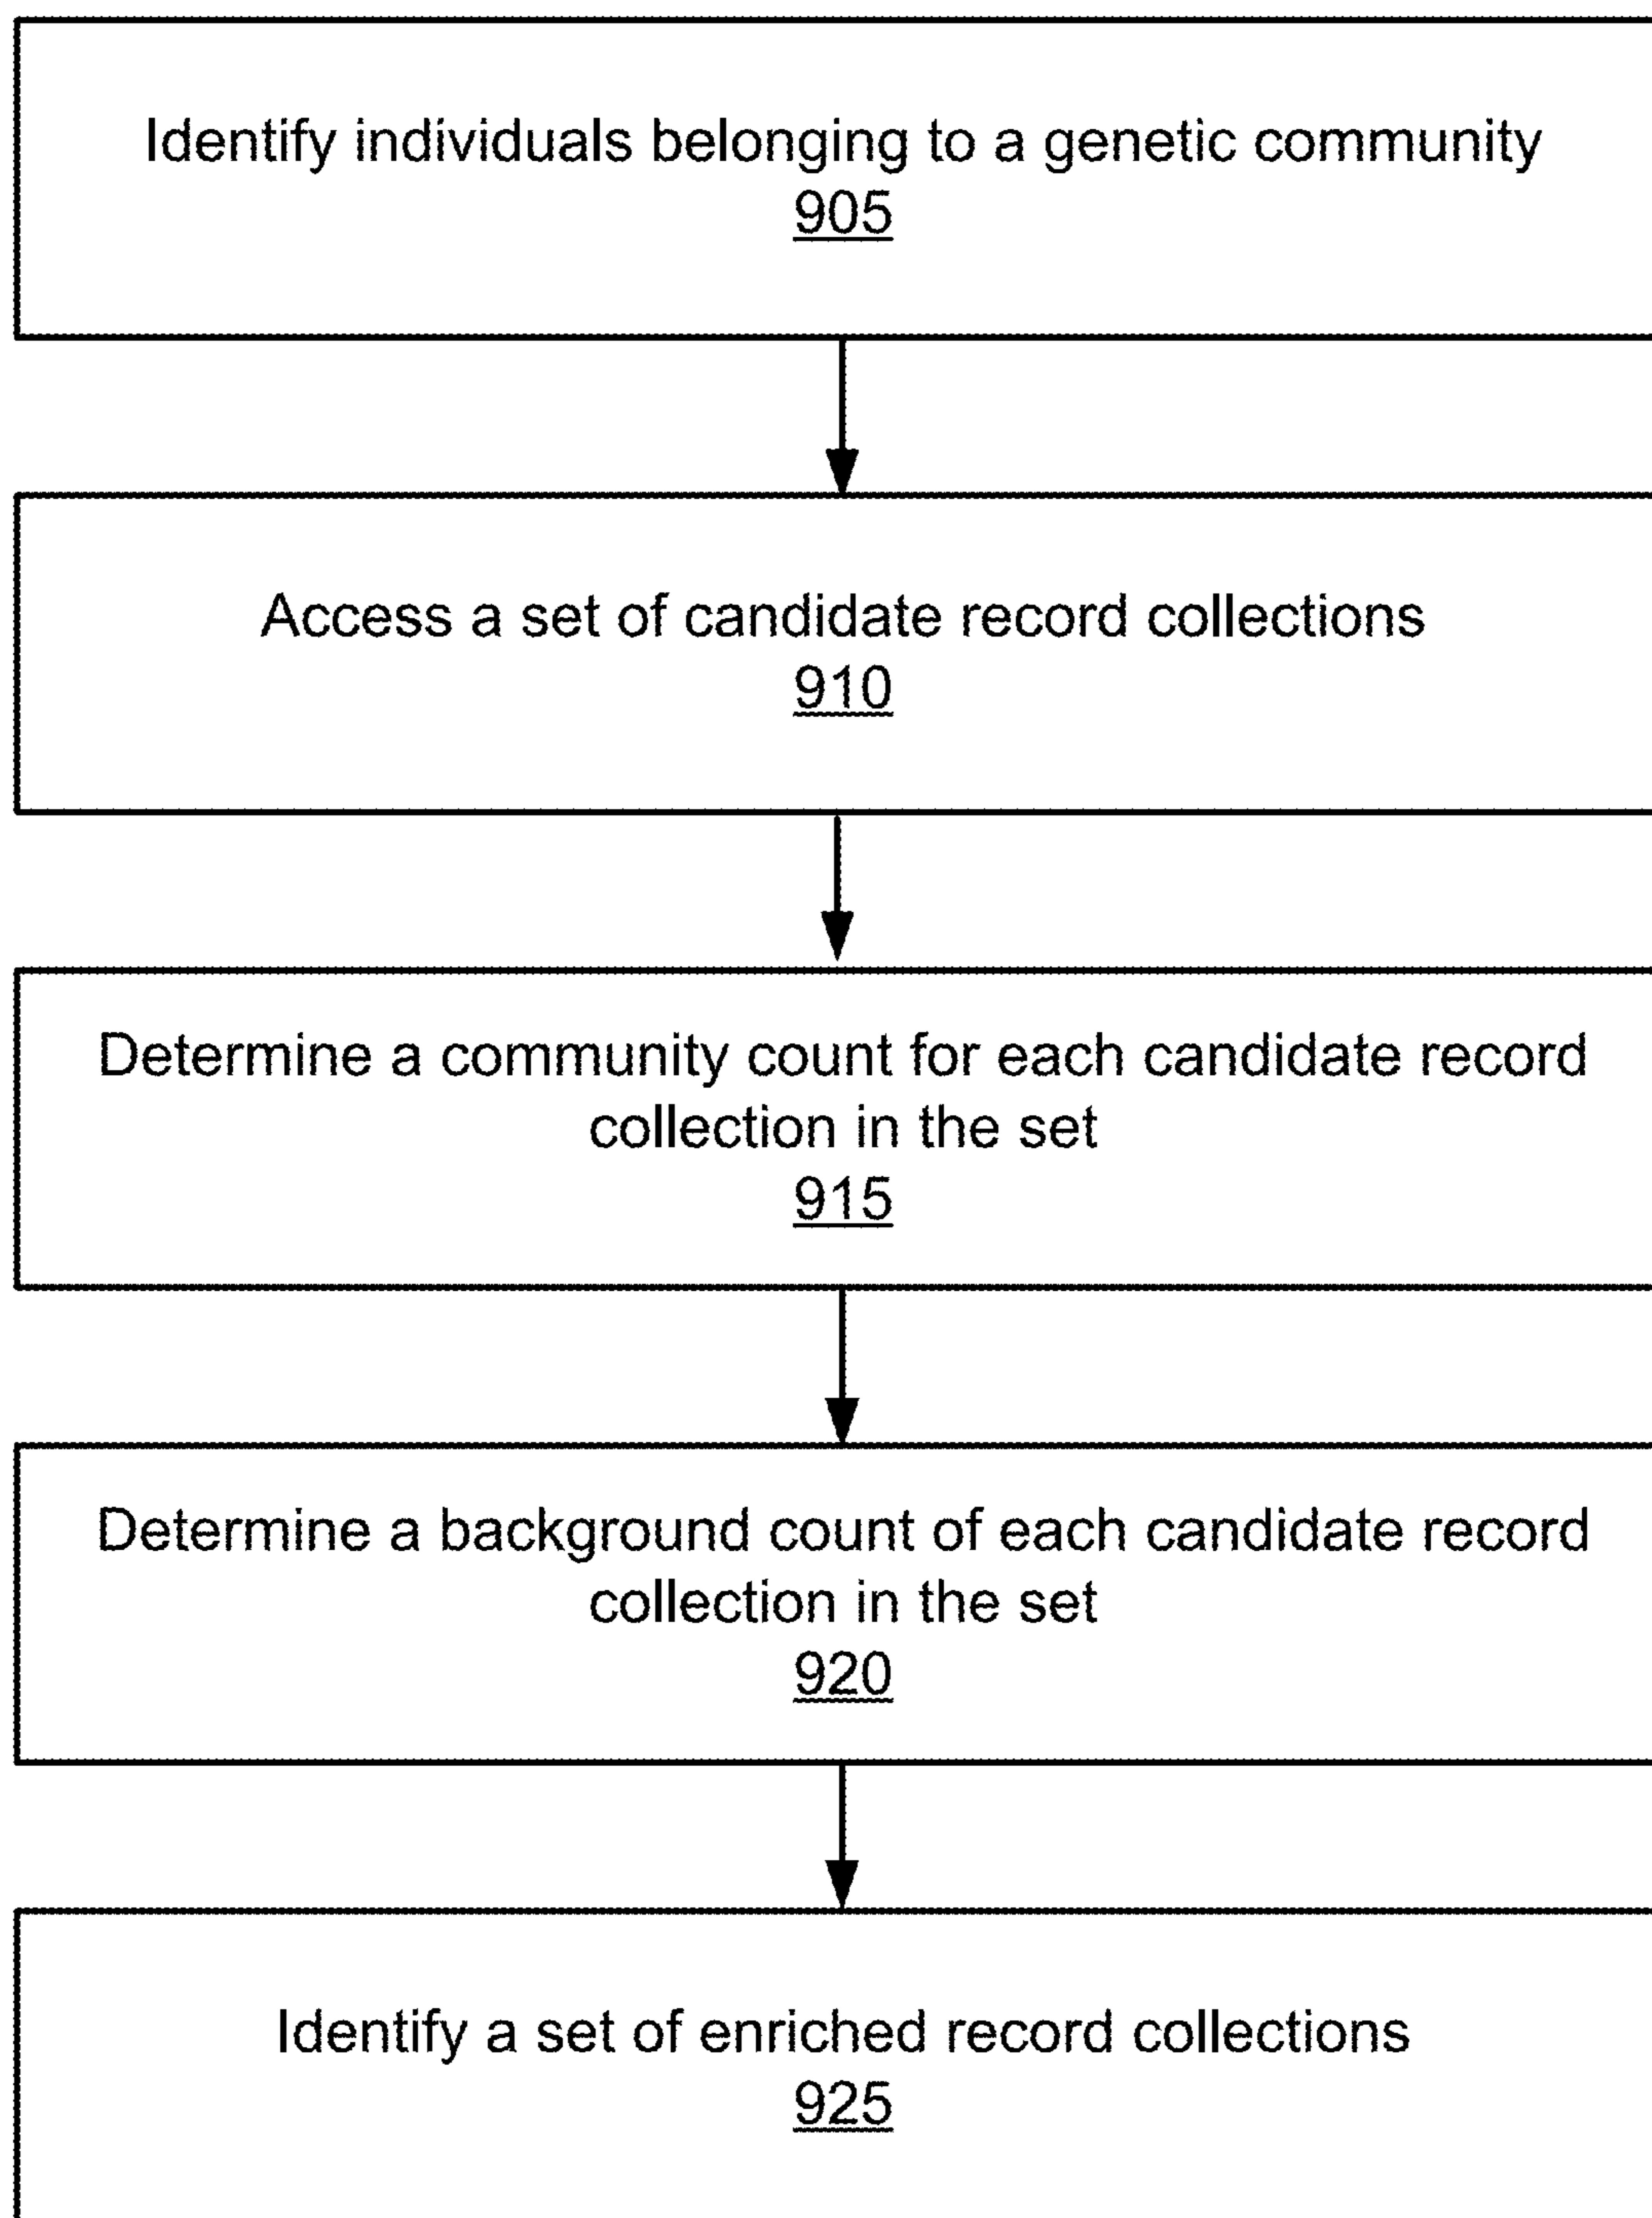 Identify individuals belonging to a genetic community
905
Access a set of candidate record collections
910
Determine a community count for each candidate record
collection in the set
915
Determine a background count of each candidate record
collection in the set
920
Identify a set of enriched record collections
925